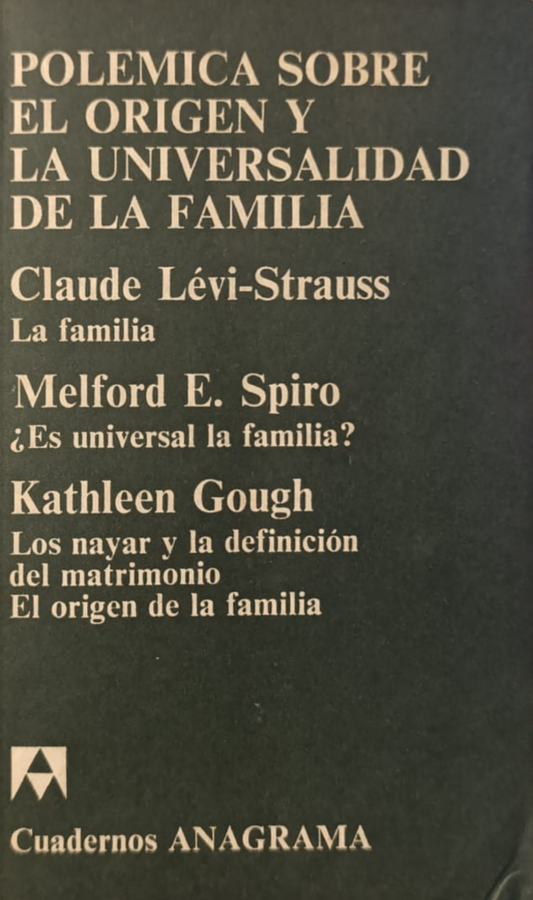 POLEMICA SOBRE
EL ORIGEN Y
LA UNIVERSALIDAD
DE LA FAMILIA
Claude Lévi-Strauss
La familia
Melford E. Spiro
¿Es universal la familia?
Kathleen Gough
Los nayar y la definición
del matrimonio
El origen de la familia
Cuadernos ANAGRAMA